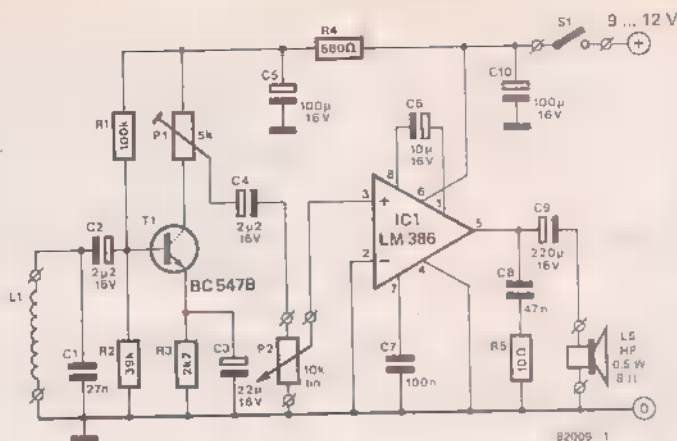 R4
680Ω
S1
9 ... 12 V
+
C5
100µ
16V
C10
100µ
16V
R1
100k
P1
5k
C6
10µ
16V
C4
2µ2
16V
C2
2µ2
16V
T1
BC547B
8
6
1
3
+
IC1
LM 386
5
2
−
7
4
C9
220µ
16V
C8
47n
L1
C1
27n
R2
39k
R3
2k7
C3
22µ
16V
P2
10k
lin
C7
100n
R5
10Ω
LS
HP
0.5 W
8 Ω
0
82009 1